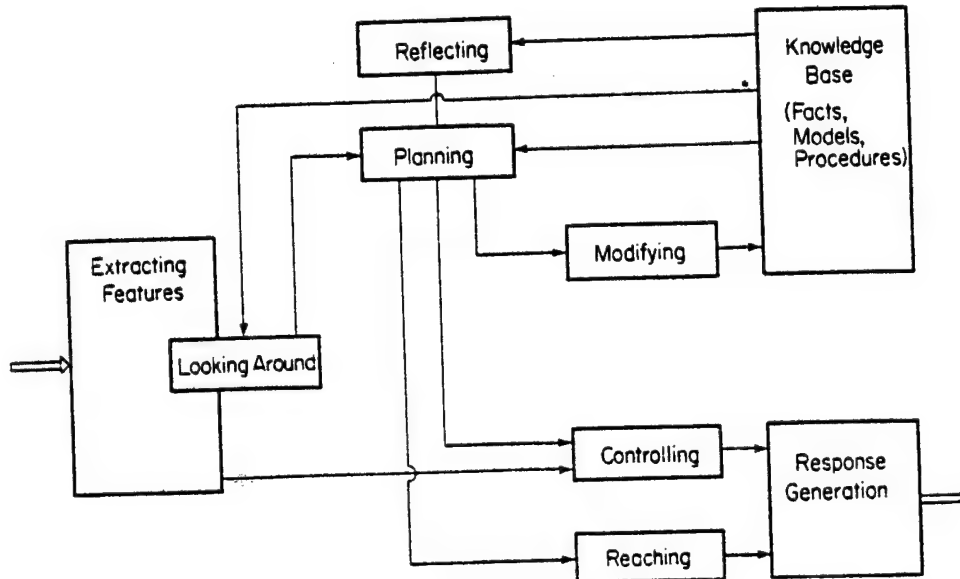 Reflecting
Knowledge
Base
(Facts,
Models,
Procedures)
Planning
Modifying
Extracting
Features
Looking Around
Controlling
Response
Generation
Reaching